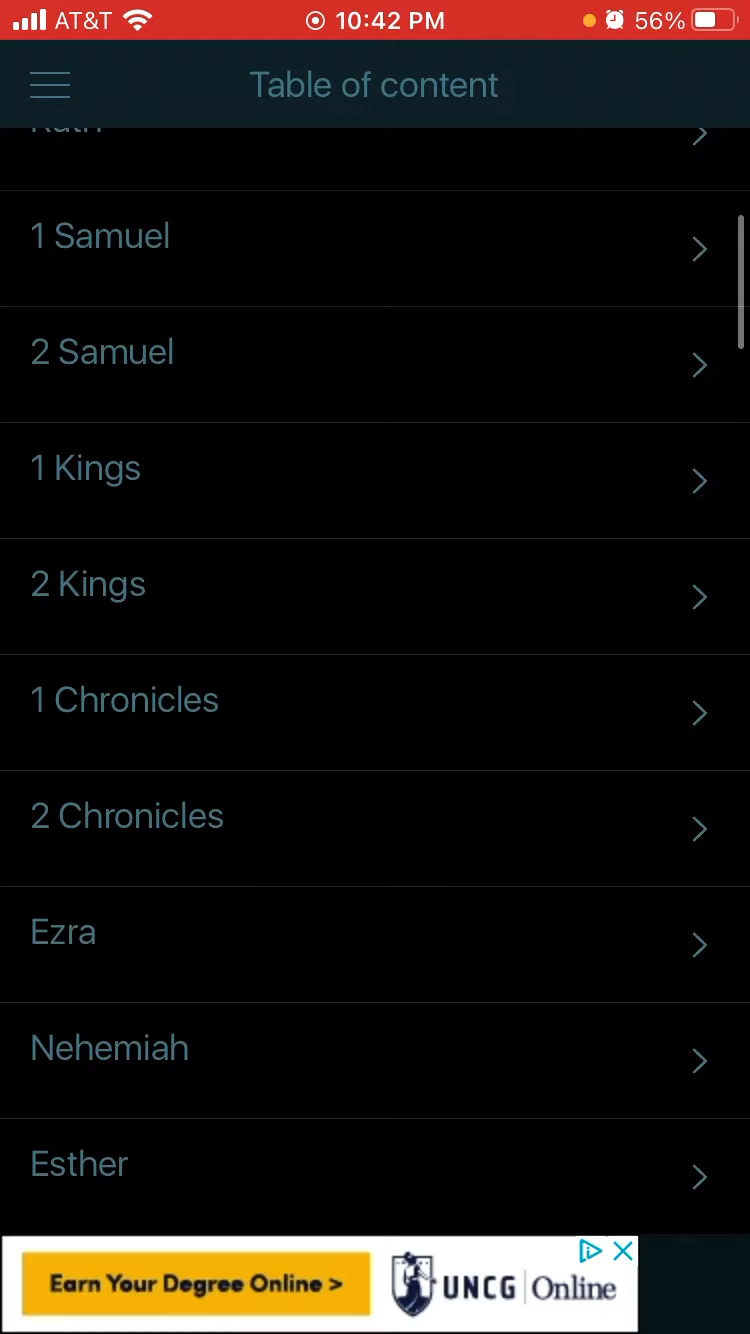 AT&T 10:42 PM 56%
Table of content
1 Samuel
2 Samuel
1 Kings
2 Kings
1 Chronicles
2 Chronicles
Ezra
Nehemiah
Esther
Earn Your Degree Online > UNCG Online